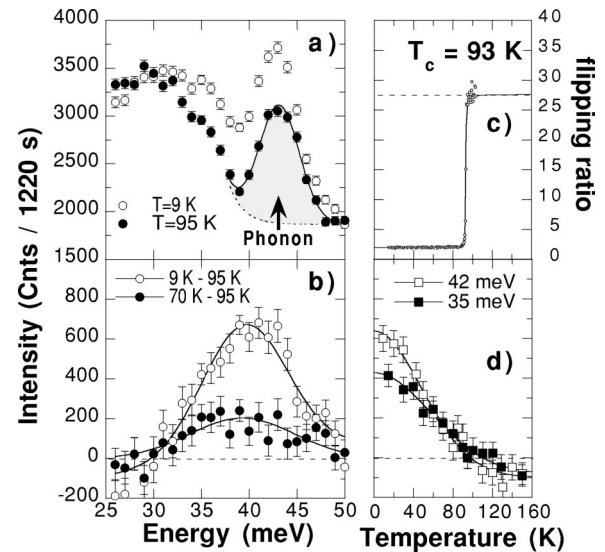 Intensity (Cnts / 1220 s)
4000
3500
3000
2500
2000
1500
a)
T=9 K
T=95 K
Phonon
800
600
400
200
0
-200
b)
9 K - 95 K
70 K - 95 K
25 30 35 40 45 50
Energy (meV)
T_c = 93 K
c)
40
35
30
25
20
15
10
5
0
flipping ratio
42 meV
35 meV
d)
0 40 80 120 160
Temperature (K)